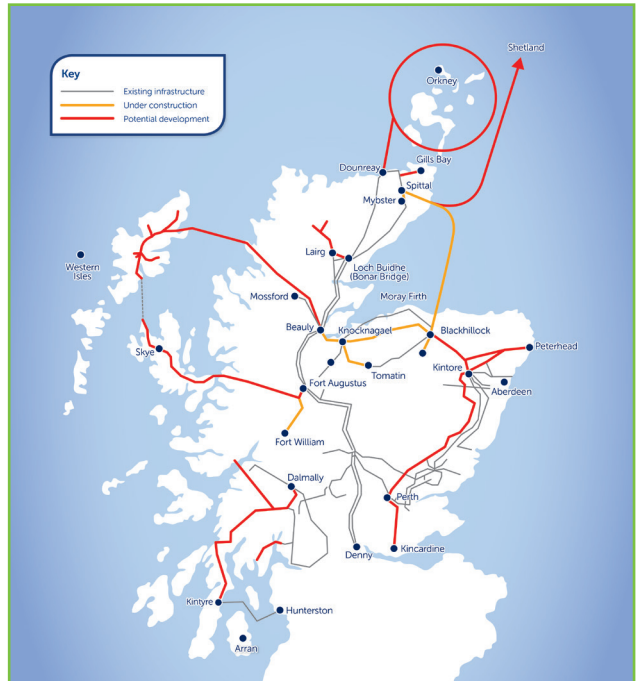 Shetland
Key
Existing infrastructure
Under construction
Potential development
Orkney
Gills Bay
Dounreay
Spittal
Mybster
Western
Isles
Lairg
Loch Buidhe
(Bonar Bridge)
Mossford
Moray Firth
Beauly
Knocknagael
Blackhillock
Peterhead
Skye
Tomatin
Kintore
Aberdeen
Fort Augustus
Fort William
Dalmally
Perth
Denny
Kincardine
Kintyre
Hunterston
Arran